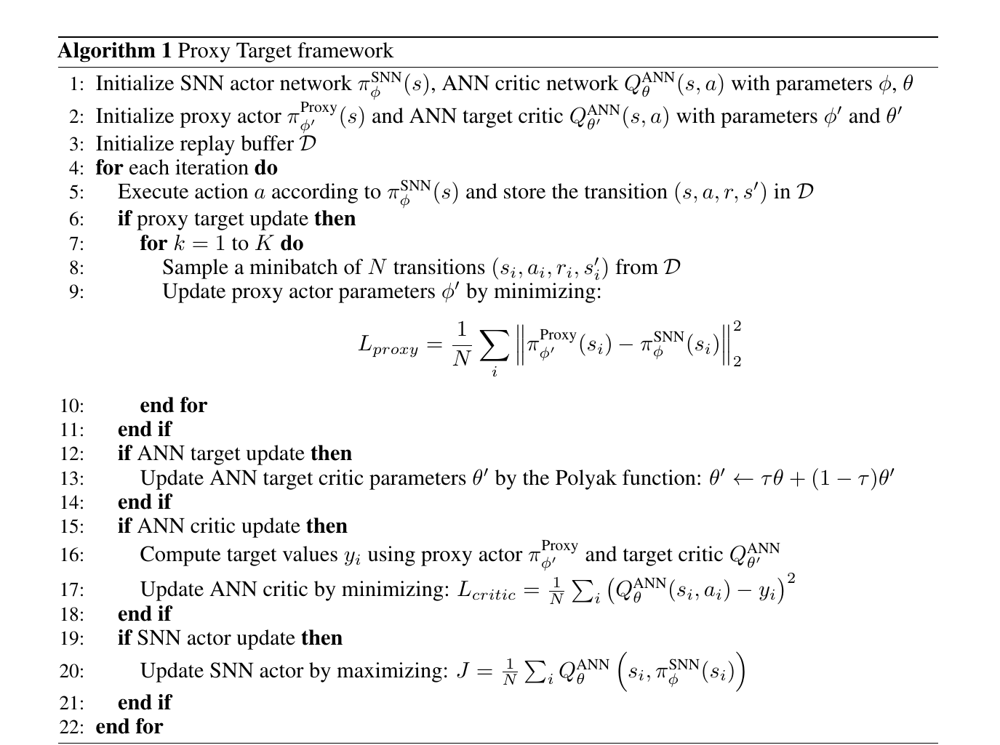 Algorithm 1 Proxy Target framework
1: Initialize SNN actor network $\pi_{\phi}^{\text{SNN}}(s)$, ANN critic network $Q_{\theta}^{\text{ANN}}(s, a)$ with parameters $\phi$, $\theta$
2: Initialize proxy actor $\pi_{\phi'}^{\text{Proxy}}(s)$ and ANN target critic $Q_{\theta'}^{\text{ANN}}(s, a)$ with parameters $\phi'$ and $\theta'$
3: Initialize replay buffer $\mathcal{D}$
4: for each iteration do
5: Execute action $a$ according to $\pi_{\phi}^{\text{SNN}}(s)$ and store the transition $(s, a, r, s')$ in $\mathcal{D}$
6: if proxy target update then
7: for $k = 1$ to $K$ do
8: Sample a minibatch of $N$ transitions $(s_i, a_i, r_i, s_i')$ from $\mathcal{D}$
9: Update proxy actor parameters $\phi'$ by minimizing:
$L_{proxy} = \frac{1}{N} \sum_i \left\| \pi_{\phi'}^{\text{Proxy}}(s_i) - \pi_{\phi}^{\text{SNN}}(s_i) \right\|_2^2$
10: end for
11: end if
12: if ANN target update then
13: Update ANN target critic parameters $\theta'$ by the Polyak function: $\theta' \leftarrow \tau\theta + (1 - \tau)\theta'$
14: end if
15: if ANN critic update then
16: Compute target values $y_i$ using proxy actor $\pi_{\phi'}^{\text{Proxy}}$ and target critic $Q_{\theta'}^{\text{ANN}}$
17: Update ANN critic by minimizing: $L_{critic} = \frac{1}{N} \sum_i \left( Q_{\theta}^{\text{ANN}}(s_i, a_i) - y_i \right)^2$
18: end if
19: if SNN actor update then
20: Update SNN actor by maximizing: $J = \frac{1}{N} \sum_i Q_{\theta}^{\text{ANN}} \left( s_i, \pi_{\phi}^{\text{SNN}}(s_i) \right)$
21: end if
22: end for